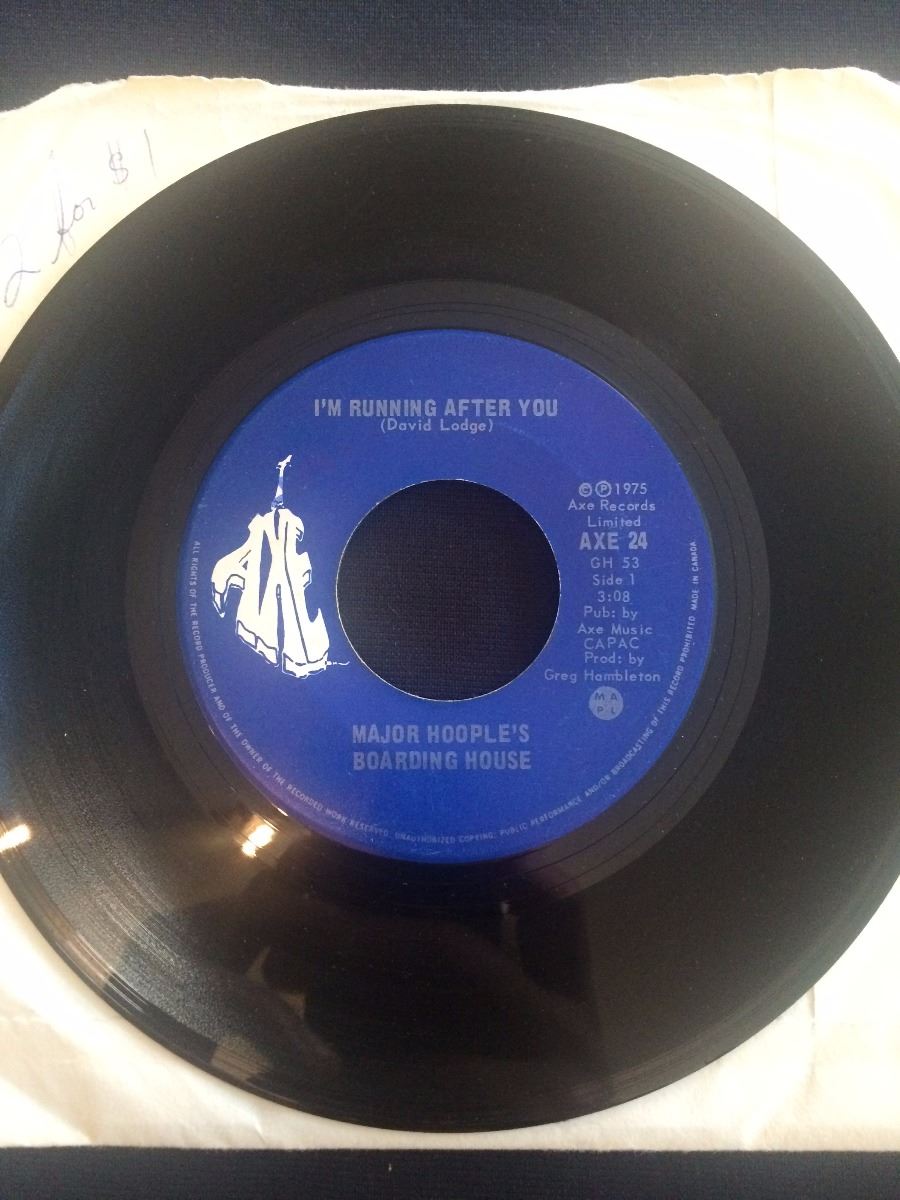 2 for $1
I'M RUNNING AFTER YOU
(David Lodge)
AXE
© ℗ 1975
Axe Records
Limited
AXE 24
GH 53
Side 1
3:08
Pub: by
Axe Music
CAPAC
Prod: by
Greg Hambleton
MA
PL
MAJOR HOOPLE'S
BOARDING HOUSE
ALL RIGHTS OF THE RECORD PRODUCER AND OF THE OWNER OF THE RECORDED WORK RESERVED. UNAUTHORIZED COPYING, PUBLIC PERFORMANCE AND/OR BROADCASTING OF THIS RECORD PROHIBITED MADE IN CANADA